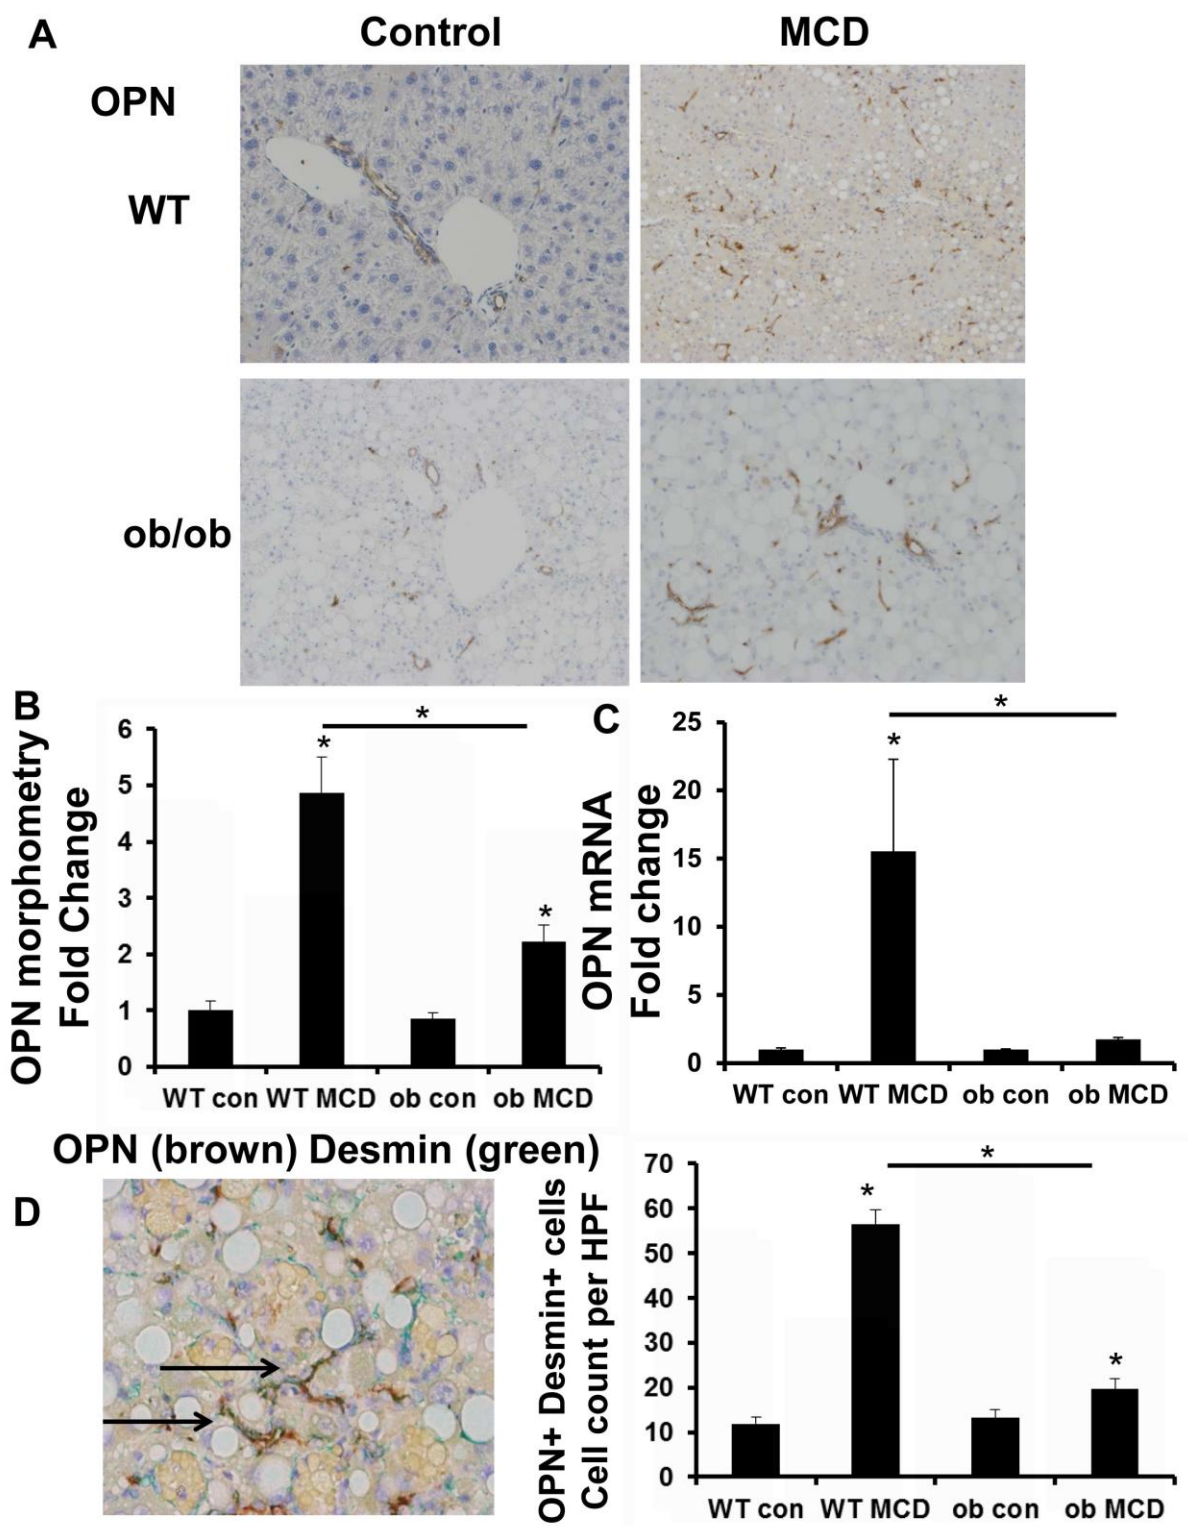 A
Control
MCD
OPN
WT
ob/ob
B
OPN morphometry
Fold Change
6
5
4
3
2
1
0
*
*
*
WT con WT MCD ob con ob MCD
C
OPN mRNA
Fold change
25
20
15
10
5
0
*
*
WT con WT MCD ob con ob MCD
OPN (brown) Desmin (green)
D
OPN+ Desmin+ cells
Cell count per HPF
70
60
50
40
30
20
10
0
*
*
*
WT con WT MCD ob con ob MCD